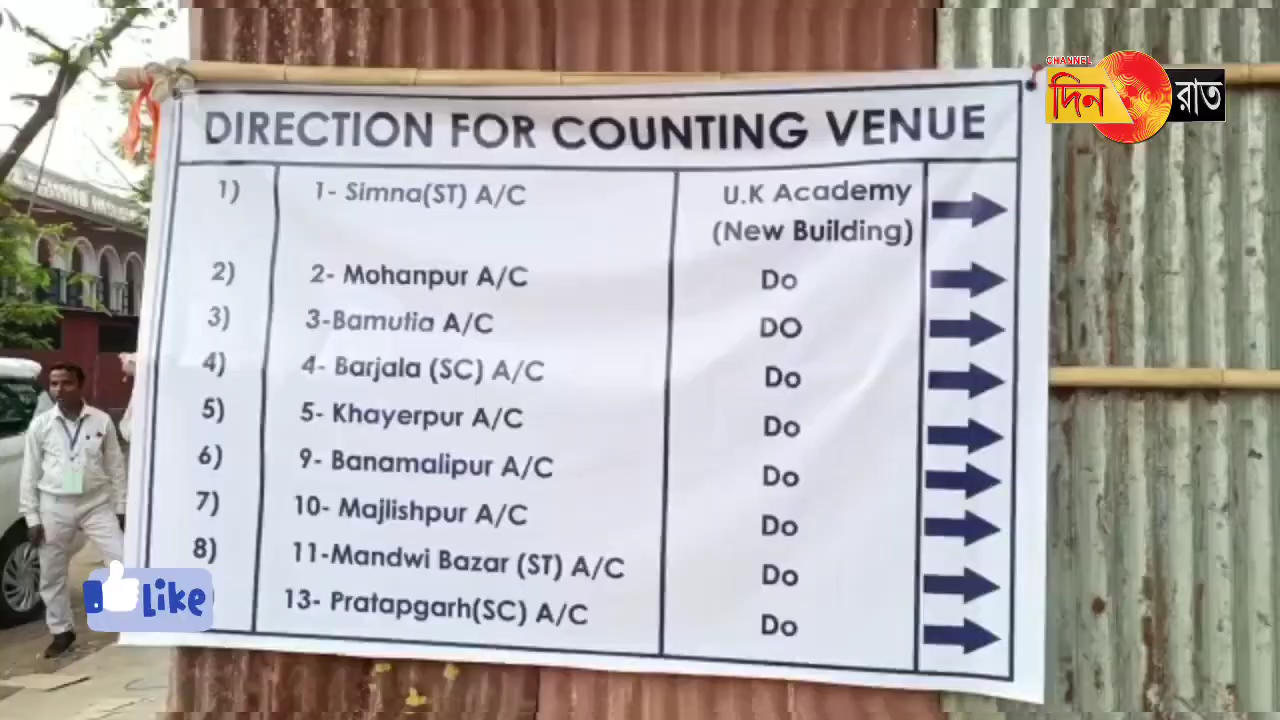 CHANNEL
দিন রাত
DIRECTION FOR COUNTING VENUE
1) 1- Simna(ST) A/C U.K Academy
(New Building)
2) 2- Mohanpur A/C Do
3) 3-Bamutia A/C DO
4) 4- Barjala (SC) A/C Do
5) 5- Khayerpur A/C Do
6) 9- Banamalipur A/C Do
7) 10- Majlishpur A/C Do
8) 11-Mandwi Bazar (ST) A/C Do
13- Pratapgarh(SC) A/C Do
Like